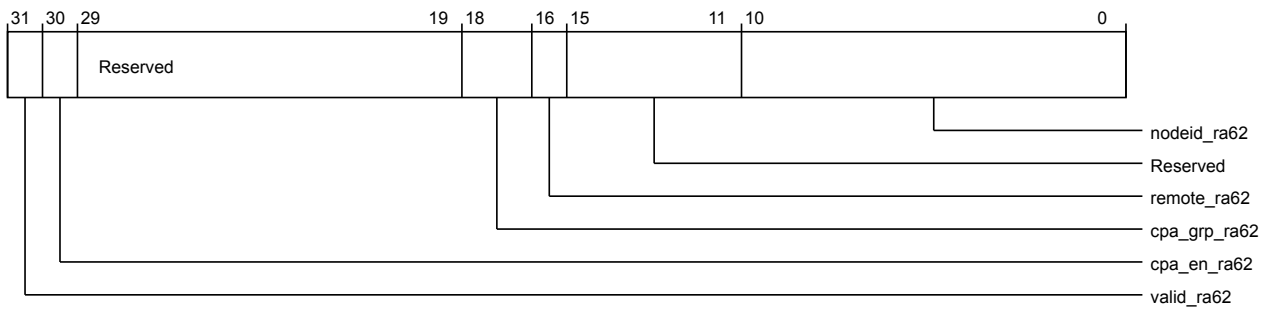 31 30 29 19 18 16 15 11 10 0
Reserved
nodeid_ra62
Reserved
remote_ra62
cpa_grp_ra62
cpa_en_ra62
valid_ra62